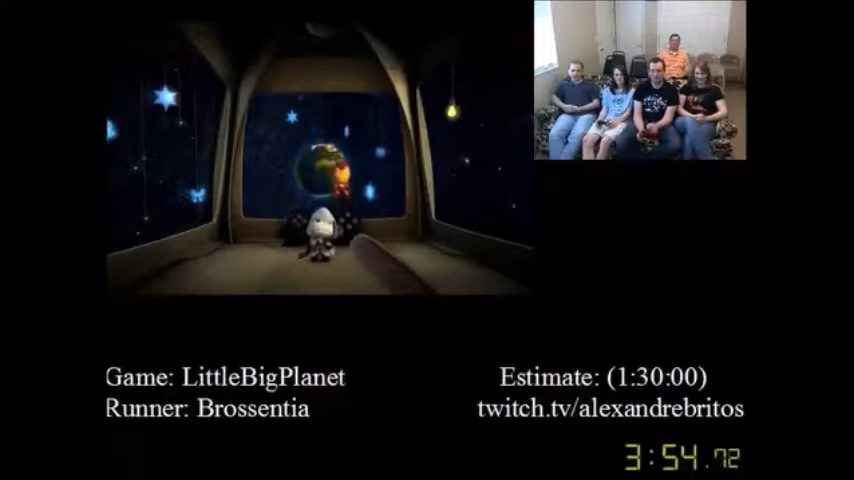 Game: LittleBigPlanet
Runner: Brossentia
Estimate: (1:30:00)
twitch.tv/alexandrebritos
3:54.72